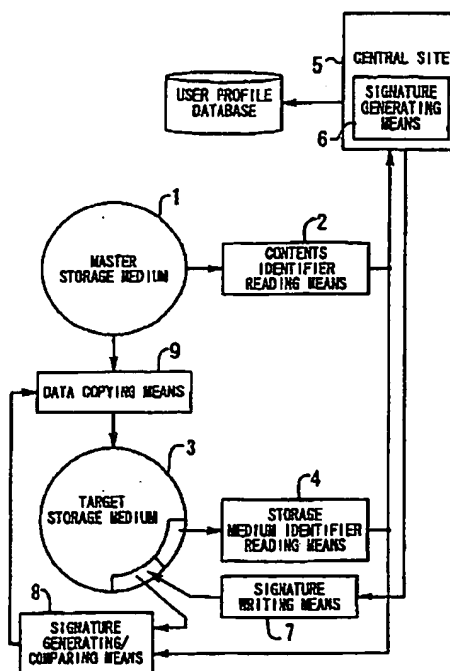 5
CENTRAL SITE
SIGNATURE
GENERATING
MEANS
6
USER PROFILE
DATABASE
1
MASTER
STORAGE MEDIUM
2
CONTENTS
IDENTIFIER
READING MEANS
9
DATA COPYING MEANS
3
TARGET
STORAGE MEDIUM
4
STORAGE
MEDIUM IDENTIFIER
READING MEANS
SIGNATURE
WRITING MEANS
7
8
SIGNATURE
GENERATING/
COMPARING MEANS